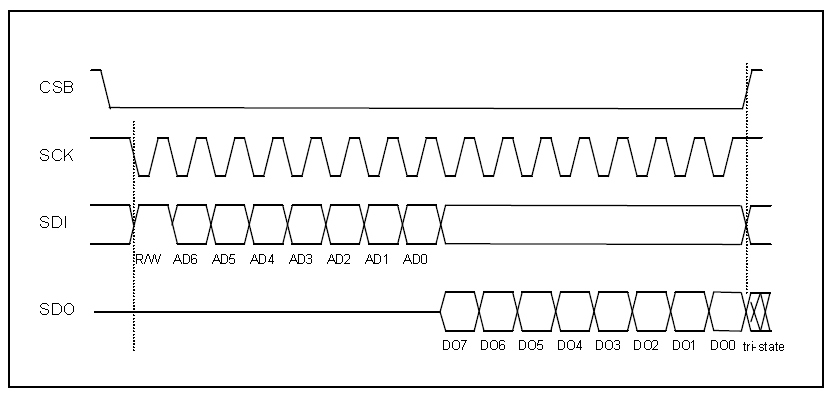 CSB
SCK
SDI
R/W AD6 AD5 AD4 AD3 AD2 AD1 AD0
SDO
DO7 DO6 DO5 DO4 DO3 DO2 DO1 DO0 tri-state